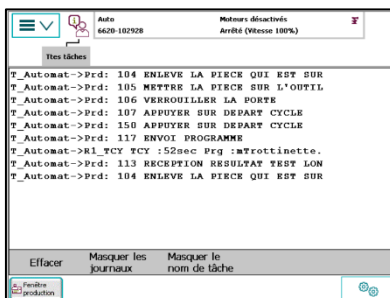 Auto
Moteurs désactivés
6620-102928
Arrêté (Vitesse 100%)
Ttes tâches
T_Automat->Prd: 104 ENLEVE LA PIECE QUI EST SUR
T_Automat->Prd: 105 METTRE LA PIECE SUR L'OUTIL
T_Automat->Prd: 106 VERROUILLER LA PORTE
T_Automat->Prd: 107 APPUYER SUR DEPART CYCLE
T_Automat->Prd: 150 APPUYER SUR DEPART CYCLE
T_Automat->Prd: 117 ENVOI PROGRAMME
T_Automat->R1_TCY TCY :52sec Prg :mTrottinette.
T_Automat->Prd: 113 RECEPTION RESULTAT TEST LON
T_Automat->Prd: 104 ENLEVE LA PIECE QUI EST SUR
Effacer
Masquer les journaux
Masquer le nom de tâche
Fenêtre production